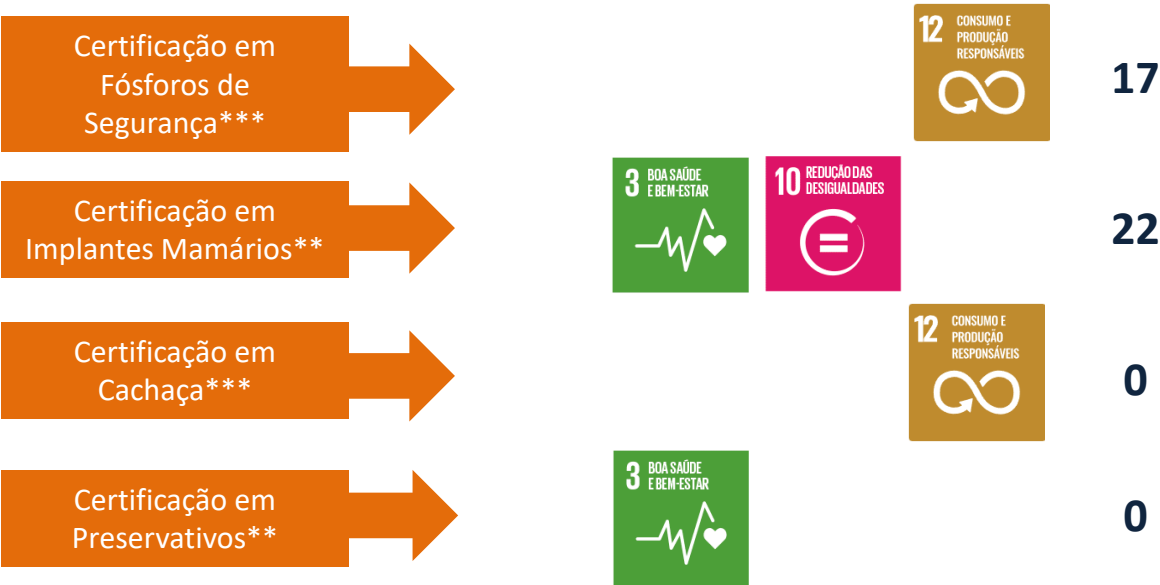 Certificação em
Fósforos de
Segurança***
12 CONSUMO E
PRODUÇÃO
RESPONSÁVEIS
17
Certificação em
Implantes Mamários**
3 BOA SAÚDE
E BEM-ESTAR
10 REDUÇÃO DAS
DESIGUALDADES
22
Certificação em
Cachaça***
12 CONSUMO E
PRODUÇÃO
RESPONSÁVEIS
0
Certificação em
Preservativos**
3 BOA SAÚDE
E BEM-ESTAR
0